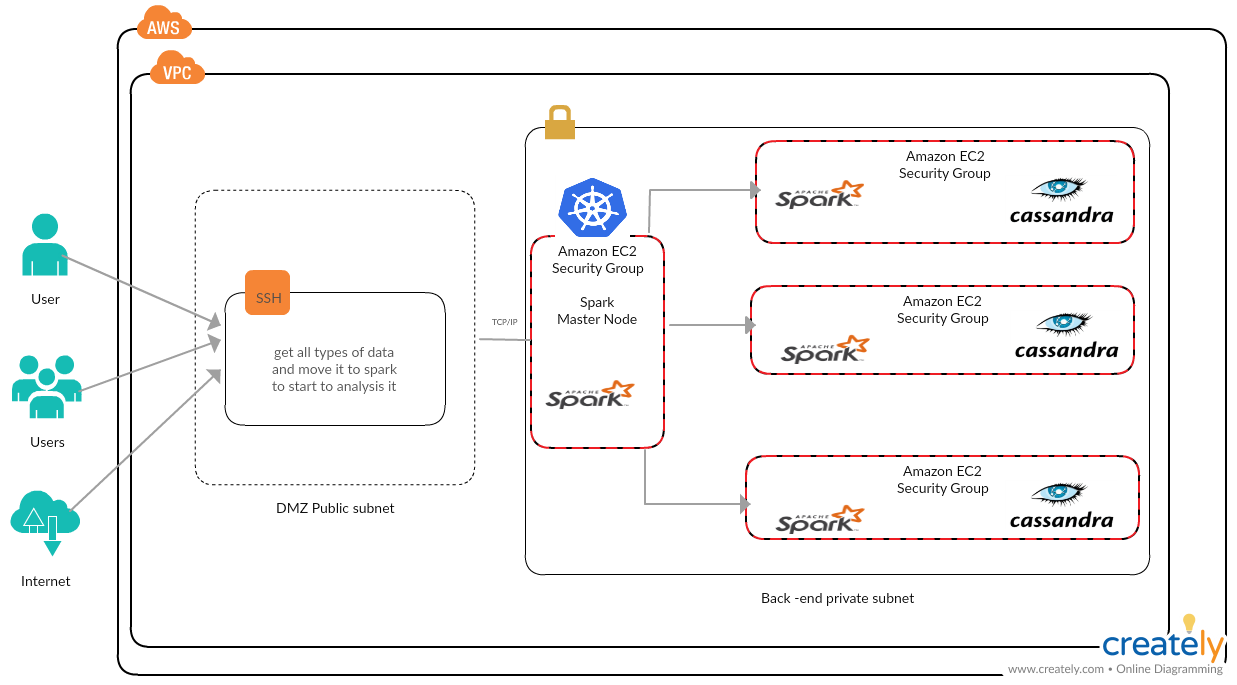 AWS
VPC
User
Users
Internet
SSH
get all types of data
and move it to spark
to start to analysis it
DMZ Public subnet
TCP/IP
Amazon EC2
Security Group
Spark
Master Node
APACHE
Spark
Amazon EC2
Security Group
APACHE
Spark
cassandra
Amazon EC2
Security Group
APACHE
Spark
cassandra
Amazon EC2
Security Group
APACHE
Spark
cassandra
Back -end private subnet
creately
www.creately.com • Online Diagramming